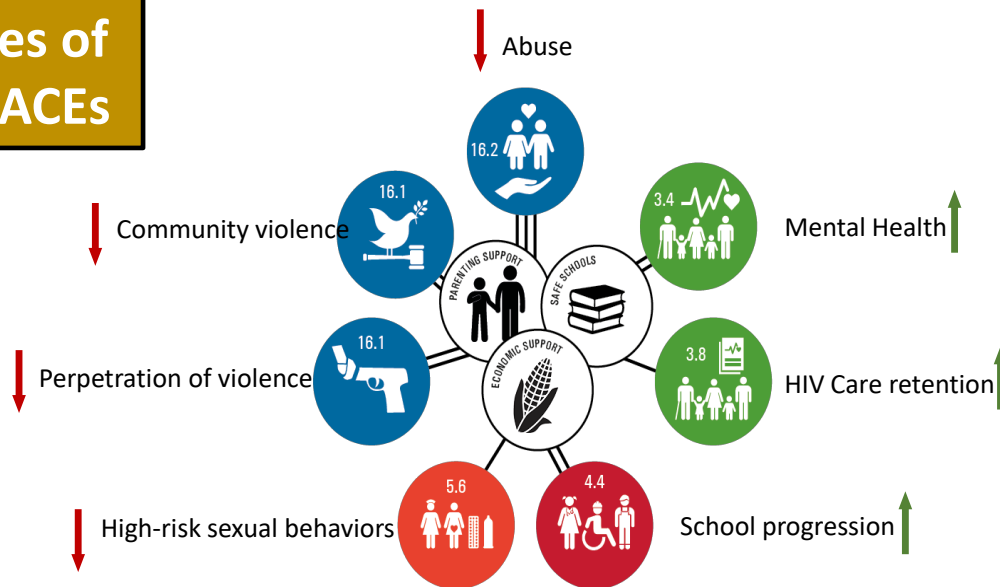 es of
ACEs
Abuse
16.2
16.1
3.4
Community violence
Mental Health
PARENTING SUPPORT
SAFE SCHOOLS
16.1
3.8
Perpetration of violence
HIV Care retention
ECONOMIC SUPPORT
5.6
4.4
High-risk sexual behaviors
School progression